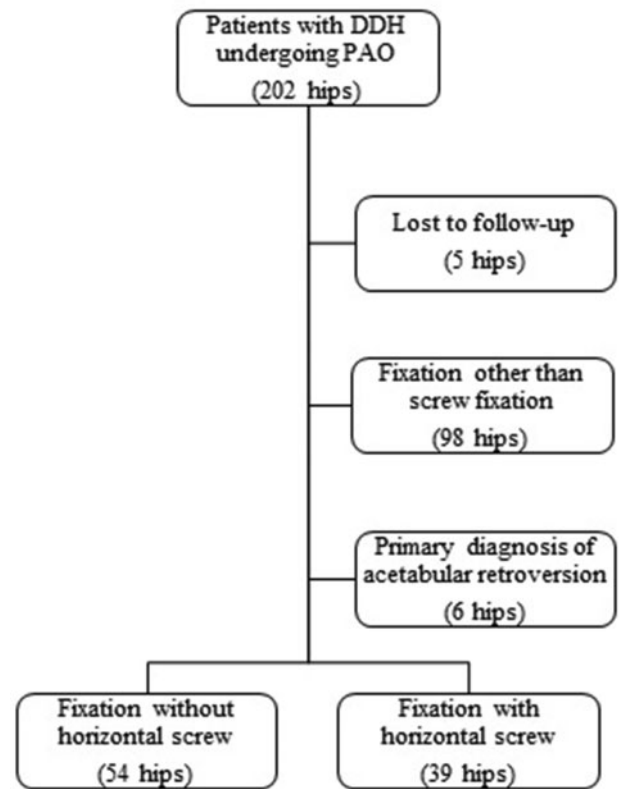 Patients with DDH
undergoing PAO
(202 hips)
Lost to follow-up
(5 hips)
Fixation other than
screw fixation
(98 hips)
Primary diagnosis of
acetabular retroversion
(6 hips)
Fixation without
horizontal screw
(54 hips)
Fixation with
horizontal screw
(39 hips)